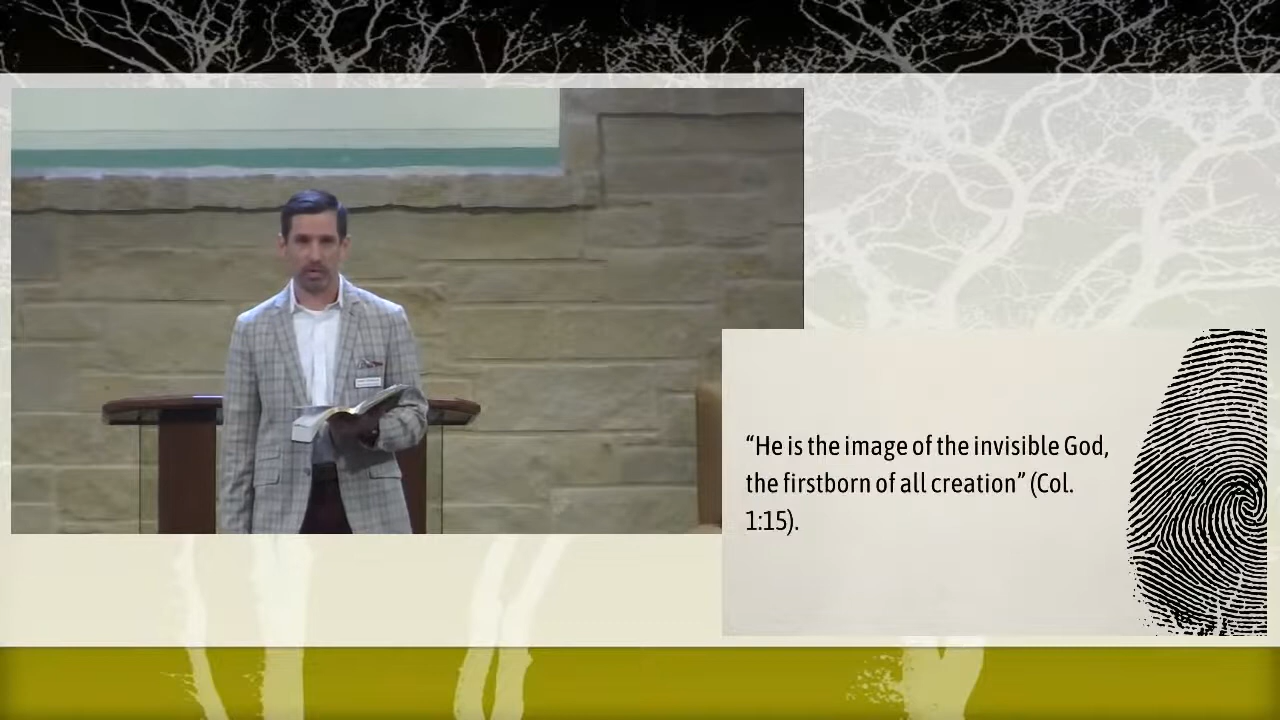 “He is the image of the invisible God,
the firstborn of all creation” (Col.
1:15).